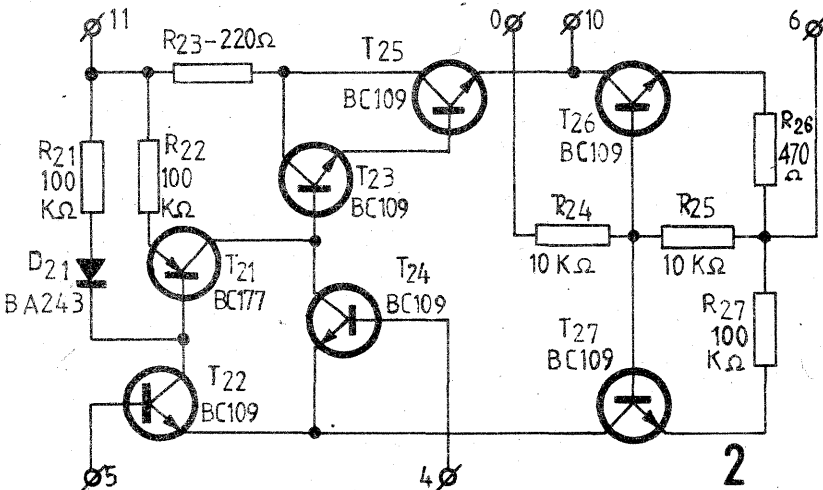 11
0
10
6
R23-220Ω
T25
BC109
T26
BC109
R26
470
Ω
R21
100
KΩ
R22
100
KΩ
T23
BC109
R24
10 KΩ
R25
10 KΩ
D21
BA243
T21
BC177
T24
BC109
R27
100
KΩ
T27
BC109
T22
BC109
5
4
2